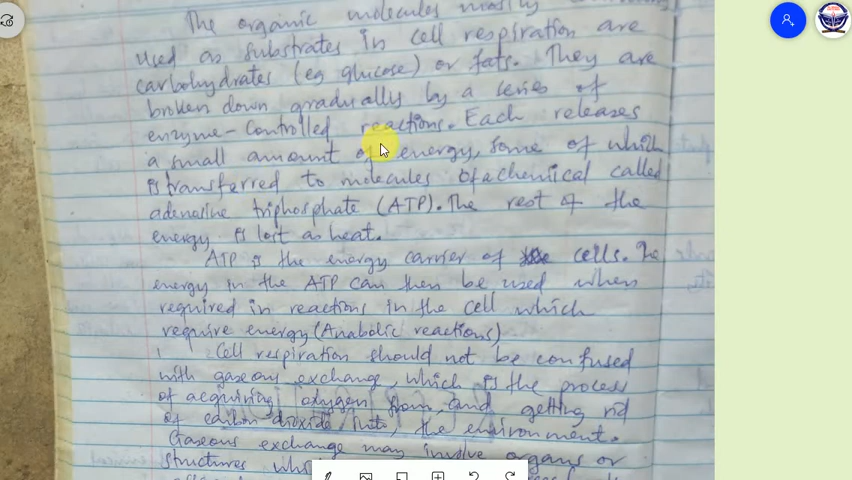 The organic molecules mostly
used as substrates in cell respiration are
carbohydrates (eg glucose) or fats. They are
broken down gradually by a series of
enzyme-controlled reactions. Each releases
a small amount of energy, some of which
is transferred to molecules of a chemical called
adenosine triphosphate (ATP). The rest of the
energy is lost as heat.
ATP is the energy carrier of cells. The
energy in the ATP can then be used when
required in reactions in the cell which
require energy (Anabolic reactions)
Cell respiration should not be confused
with gaseous exchange, which is the process
of acquiring oxygen from, and getting rid
of carbon dioxide into, the environment.
Gaseous exchange may involve organs or
structures